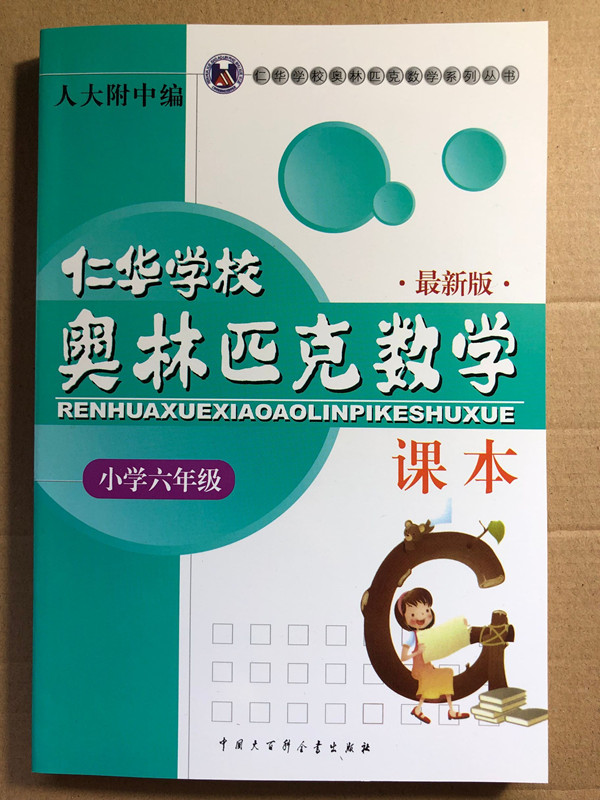 仁华学校奥林匹克数学系列丛书
人大附中编
仁华学校
·最新版·
奥林匹克数学
RENHUAXUEXIAOAOLINPIKESHUXUE
课本
小学六年级
中国大百科全书出版社